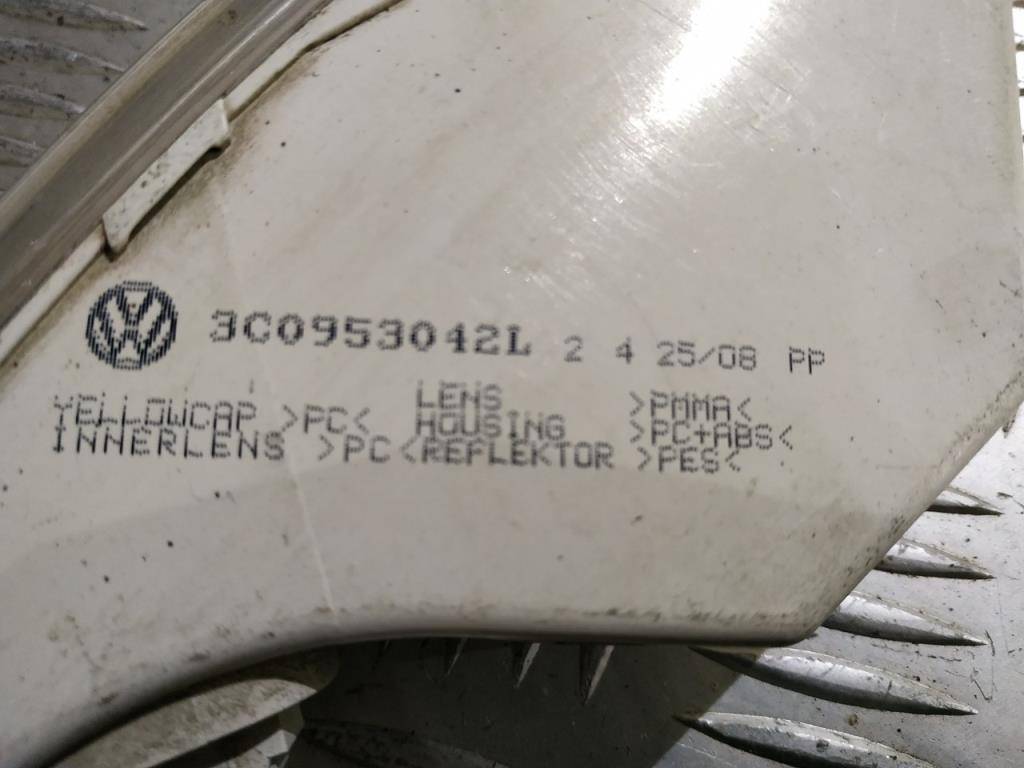 3C0953042L 2 4 25/08 PP
LENS >PMMA<
YELLOWCAP >PC< HOUSING >PC+ABS<
INNERLENS >PC<REFLEKTOR >PES<